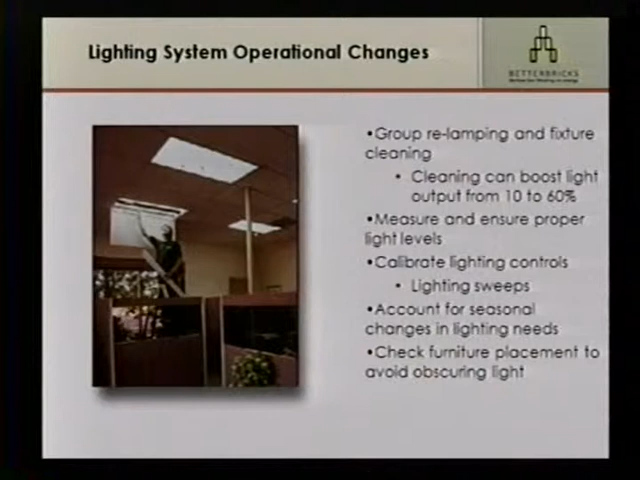 Lighting System Operational Changes
BETTERBRICKS
•Group re-lamping and fixture
cleaning
• Cleaning can boost light
output from 10 to 60%
•Measure and ensure proper
light levels
•Calibrate lighting controls
• Lighting sweeps
•Account for seasonal
changes in lighting needs
•Check furniture placement to
avoid obscuring light